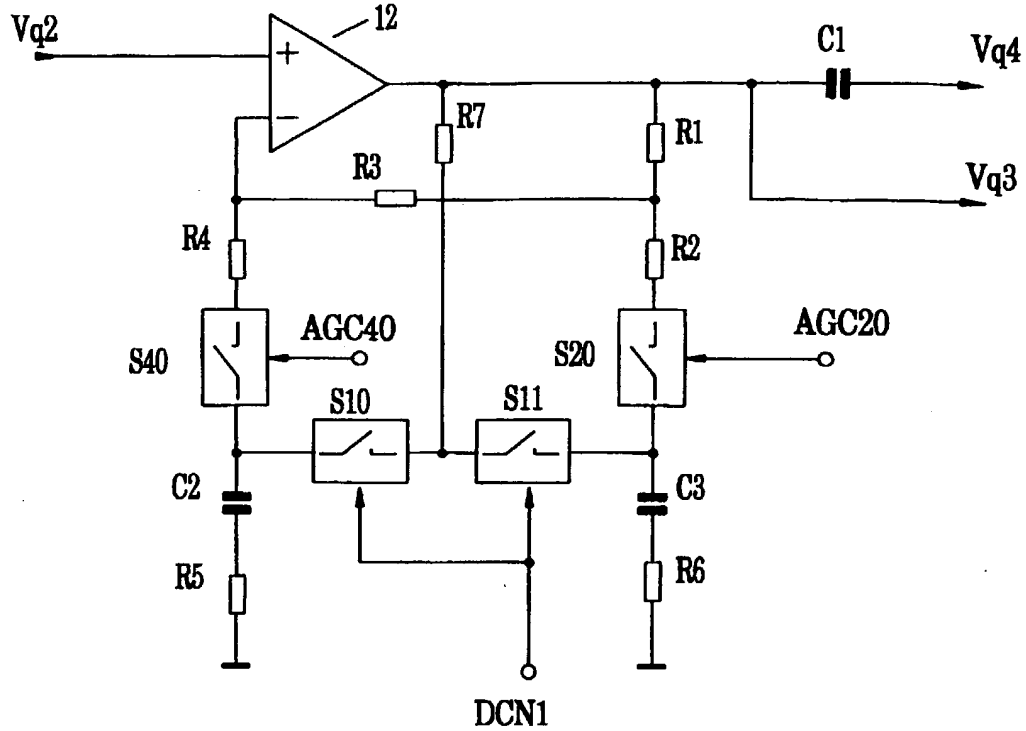 Vq2
12
C1
Vq4
R7
R1
R3
Vq3
R4
R2
AGC40
AGC20
S40
S20
S10
S11
C2
C3
R5
R6
DCN1